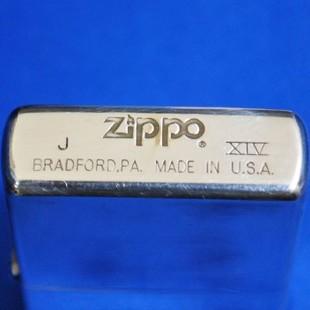 zippo®
J XIV
BRADFORD,PA. MADE IN U.S.A.